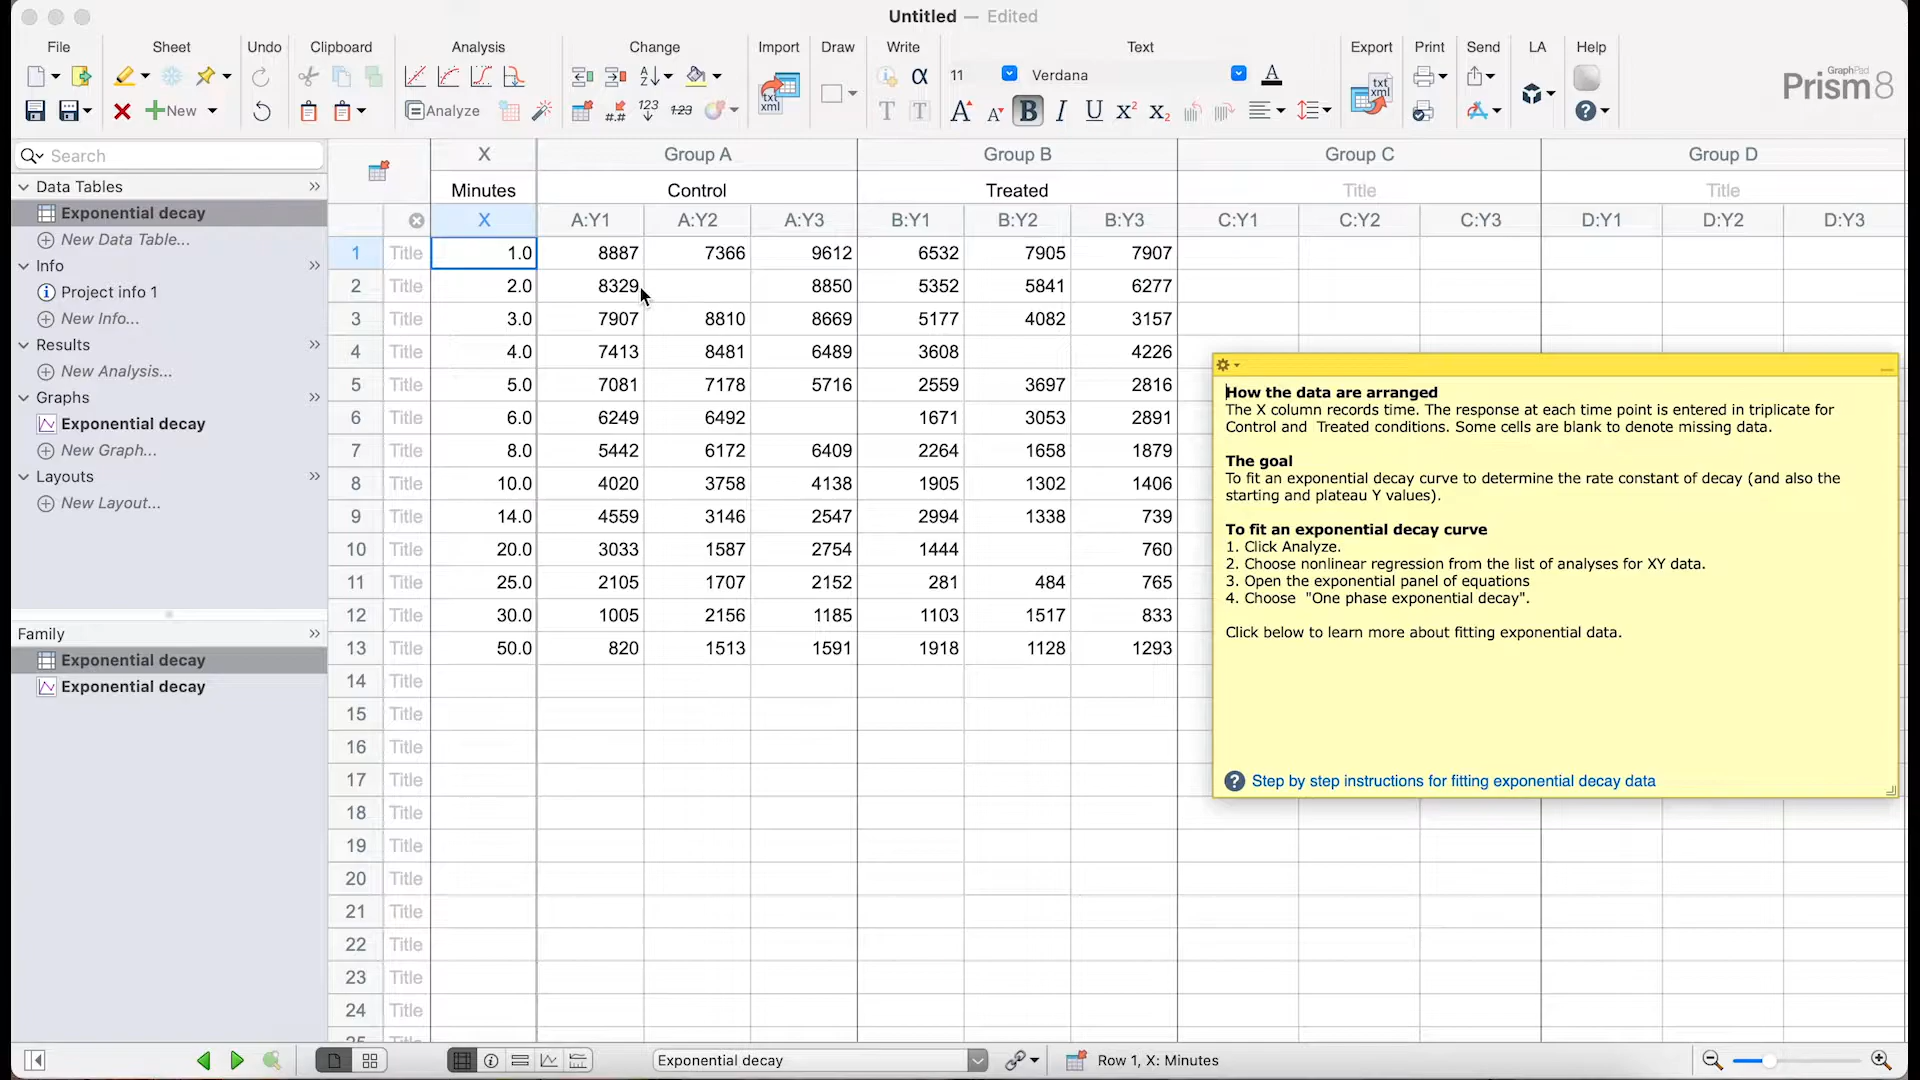 Untitled — Edited
File Sheet Undo Clipboard Analysis Change Import Draw Write Text Export Print Send LA Help
11 Verdana
GraphPad
Prism 8
New Analyze
Search
Data Tables
Exponential decay
New Data Table...
Info
Project info 1
New Info...
Results
New Analysis...
Graphs
Exponential decay
New Graph...
Layouts
New Layout...
Family
Exponential decay
Exponential decay
X Group A Group B Group C Group D
Minutes Control Treated Title Title
X A:Y1 A:Y2 A:Y3 B:Y1 B:Y2 B:Y3 C:Y1 C:Y2 C:Y3 D:Y1 D:Y2 D:Y3
1 Title 1.0 8887 7366 9612 6532 7905 7907
2 Title 2.0 8329 8850 5352 5841 6277
3 Title 3.0 7907 8810 8669 5177 4082 3157
4 Title 4.0 7413 8481 6489 3608 4226
5 Title 5.0 7081 7178 5716 2559 3697 2816
6 Title 6.0 6249 6492 1671 3053 2891
7 Title 8.0 5442 6172 6409 2264 1658 1879
8 Title 10.0 4020 3758 4138 1905 1302 1406
9 Title 14.0 4559 3146 2547 2994 1338 739
10 Title 20.0 3033 1587 2754 1444 760
11 Title 25.0 2105 1707 2152 281 484 765
12 Title 30.0 1005 2156 1185 1103 1517 833
13 Title 50.0 820 1513 1591 1918 1128 1293
14 Title
15 Title
16 Title
17 Title
18 Title
19 Title
20 Title
21 Title
22 Title
23 Title
24 Title
How the data are arranged
The X column records time. The response at each time point is entered in triplicate for
Control and Treated conditions. Some cells are blank to denote missing data.
The goal
To fit an exponential decay curve to determine the rate constant of decay (and also the
starting and plateau Y values).
To fit an exponential decay curve
1. Click Analyze.
2. Choose nonlinear regression from the list of analyses for XY data.
3. Open the exponential panel of equations
4. Choose "One phase exponential decay".
Click below to learn more about fitting exponential data.
Step by step instructions for fitting exponential decay data
Exponential decay
Row 1, X: Minutes